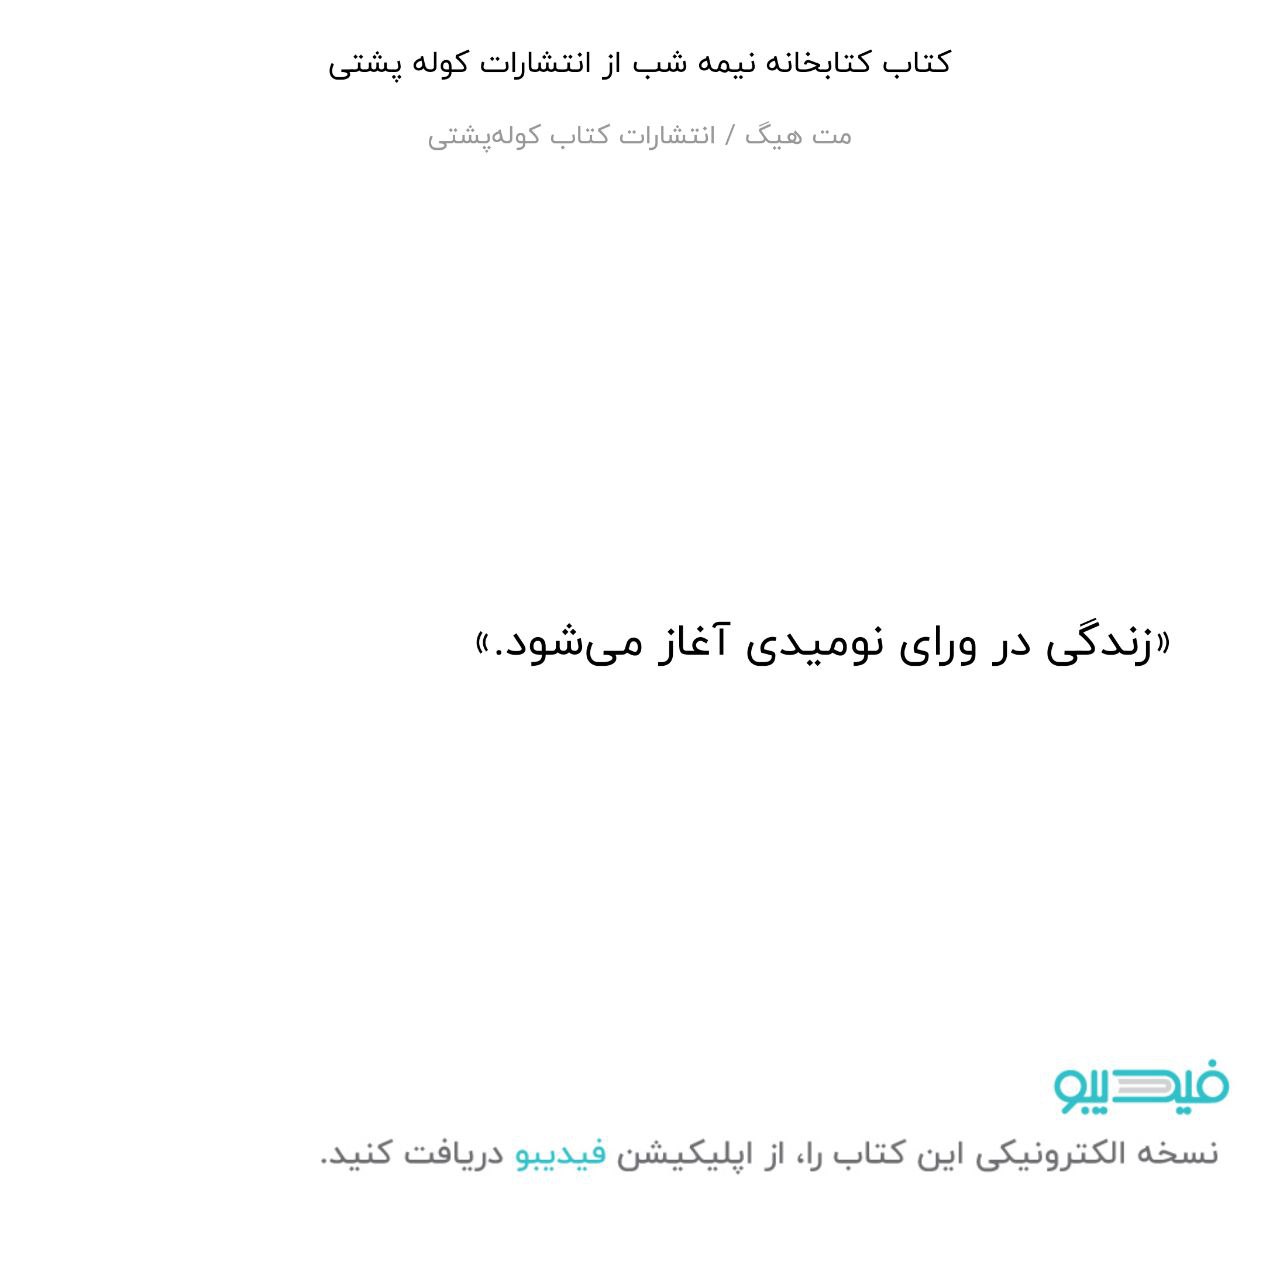 کتاب کتابخانه نیمه شب از انتشارات کوله پشتی
مت هیگ / انتشارات کتاب کوله‌پشتی
«زندگی در ورای نومیدی آغاز می‌شود.»
فیدیبو
نسخه الکترونیکی این کتاب را، از اپلیکیشن فیدیبو دریافت کنید.